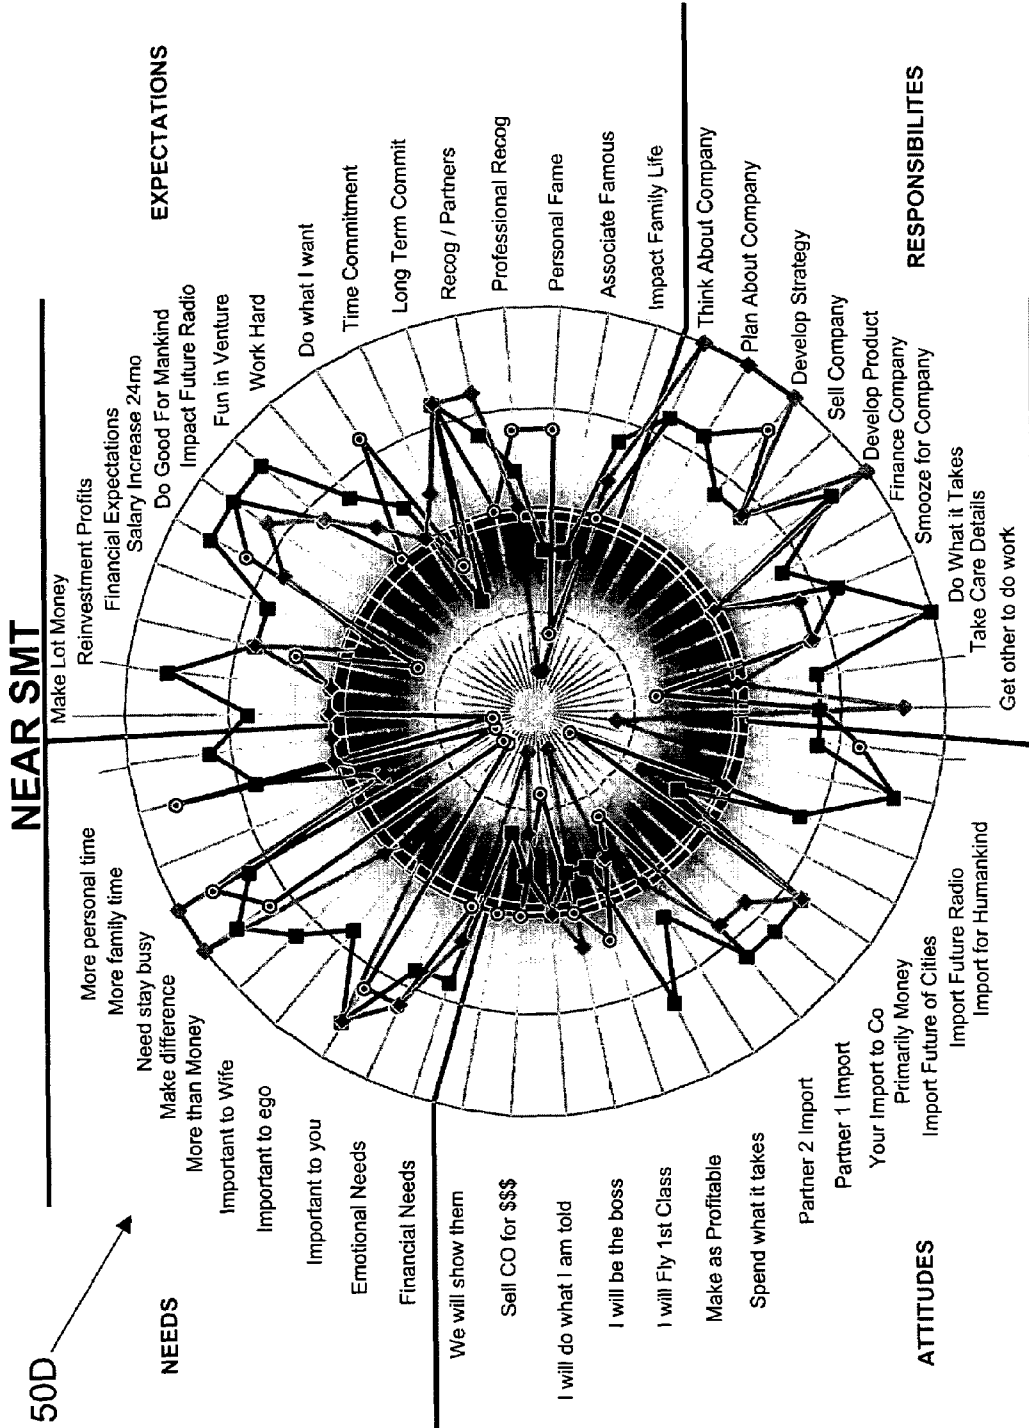 50D
NEAR SMT
NEEDS
EXPECTATIONS
Make Lot Money
Reinvestment Profits
Financial Expectations
Salary Increase 24mo
Do Good For Mankind
Impact Future Radio
Fun in Venture
Work Hard
Do what I want
Time Commitment
Long Term Commit
Recog / Partners
Professional Recog
Personal Fame
Associate Famous
Impact Family Life
Think About Company
Plan About Company
Develop Strategy
Sell Company
Develop Product
Finance Company
Smooze for Company
Do What it Takes
Take Care Details
Get other to do work
RESPONSIBILITES
Import for Humankind
Import Future Radio
Import Future of Cities
Primarily Money
Your Import to Co
Partner 1 Import
Partner 2 Import
Spend what it takes
Make as Profitable
I will Fly 1st Class
I will be the boss
I will do what I am told
Sell CO for $$$
We will show them
ATTITUDES
Financial Needs
Emotional Needs
Important to you
Important to ego
Important to Wife
More than Money
Make difference
Need stay busy
More family time
More personal time